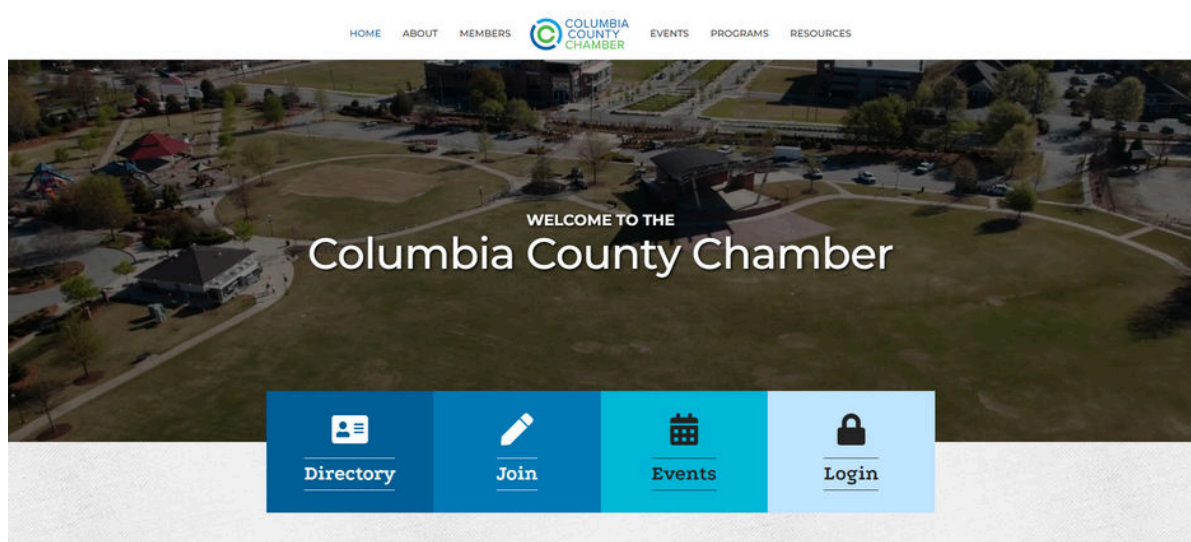 HOME ABOUT MEMBERS COLUMBIA COUNTY CHAMBER EVENTS PROGRAMS RESOURCES
WELCOME TO THE
Columbia County Chamber
Directory Join Events Login